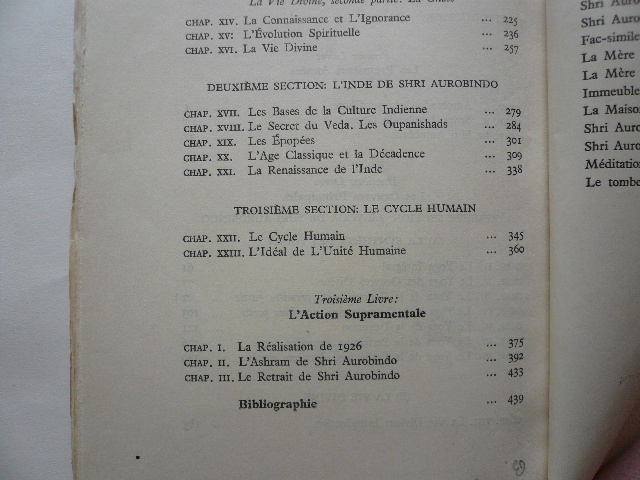 La Vie Divine, seconde partie: La Gnose
CHAP. XIV. La Connaissance et L'Ignorance ... 225
CHAP. XV: L'Évolution Spirituelle ... 236
CHAP. XVI. La Vie Divine ... 257
DEUXIÈME SECTION: L'INDE DE SHRI AUROBINDO
CHAP. XVII. Les Bases de la Culture Indienne ... 279
CHAP. XVIII. Le Secret du Veda. Les Oupanishads ... 284
CHAP. XIX. Les Épopées ... 301
CHAP. XX. L'Age Classique et la Décadence ... 309
CHAP. XXI. La Renaissance de l'Inde ... 338
TROISIÈME SECTION: LE CYCLE HUMAIN
CHAP. XXII. Le Cycle Humain ... 345
CHAP. XXIII. L'Idéal de L'Unité Humaine ... 360
Troisième Livre:
L'Action Supramentale
CHAP. I. La Réalisation de 1926 ... 375
CHAP. II. L'Ashram de Shri Aurobindo ... 392
CHAP. III. Le Retrait de Shri Aurobindo ... 433
Bibliographie ... 439
Shri Auro
Shri Auro
Fac-simile
La Mère
La Mère
Immeuble
La Maison
Shri Auro
Shri Auro
Méditation
Le tombe